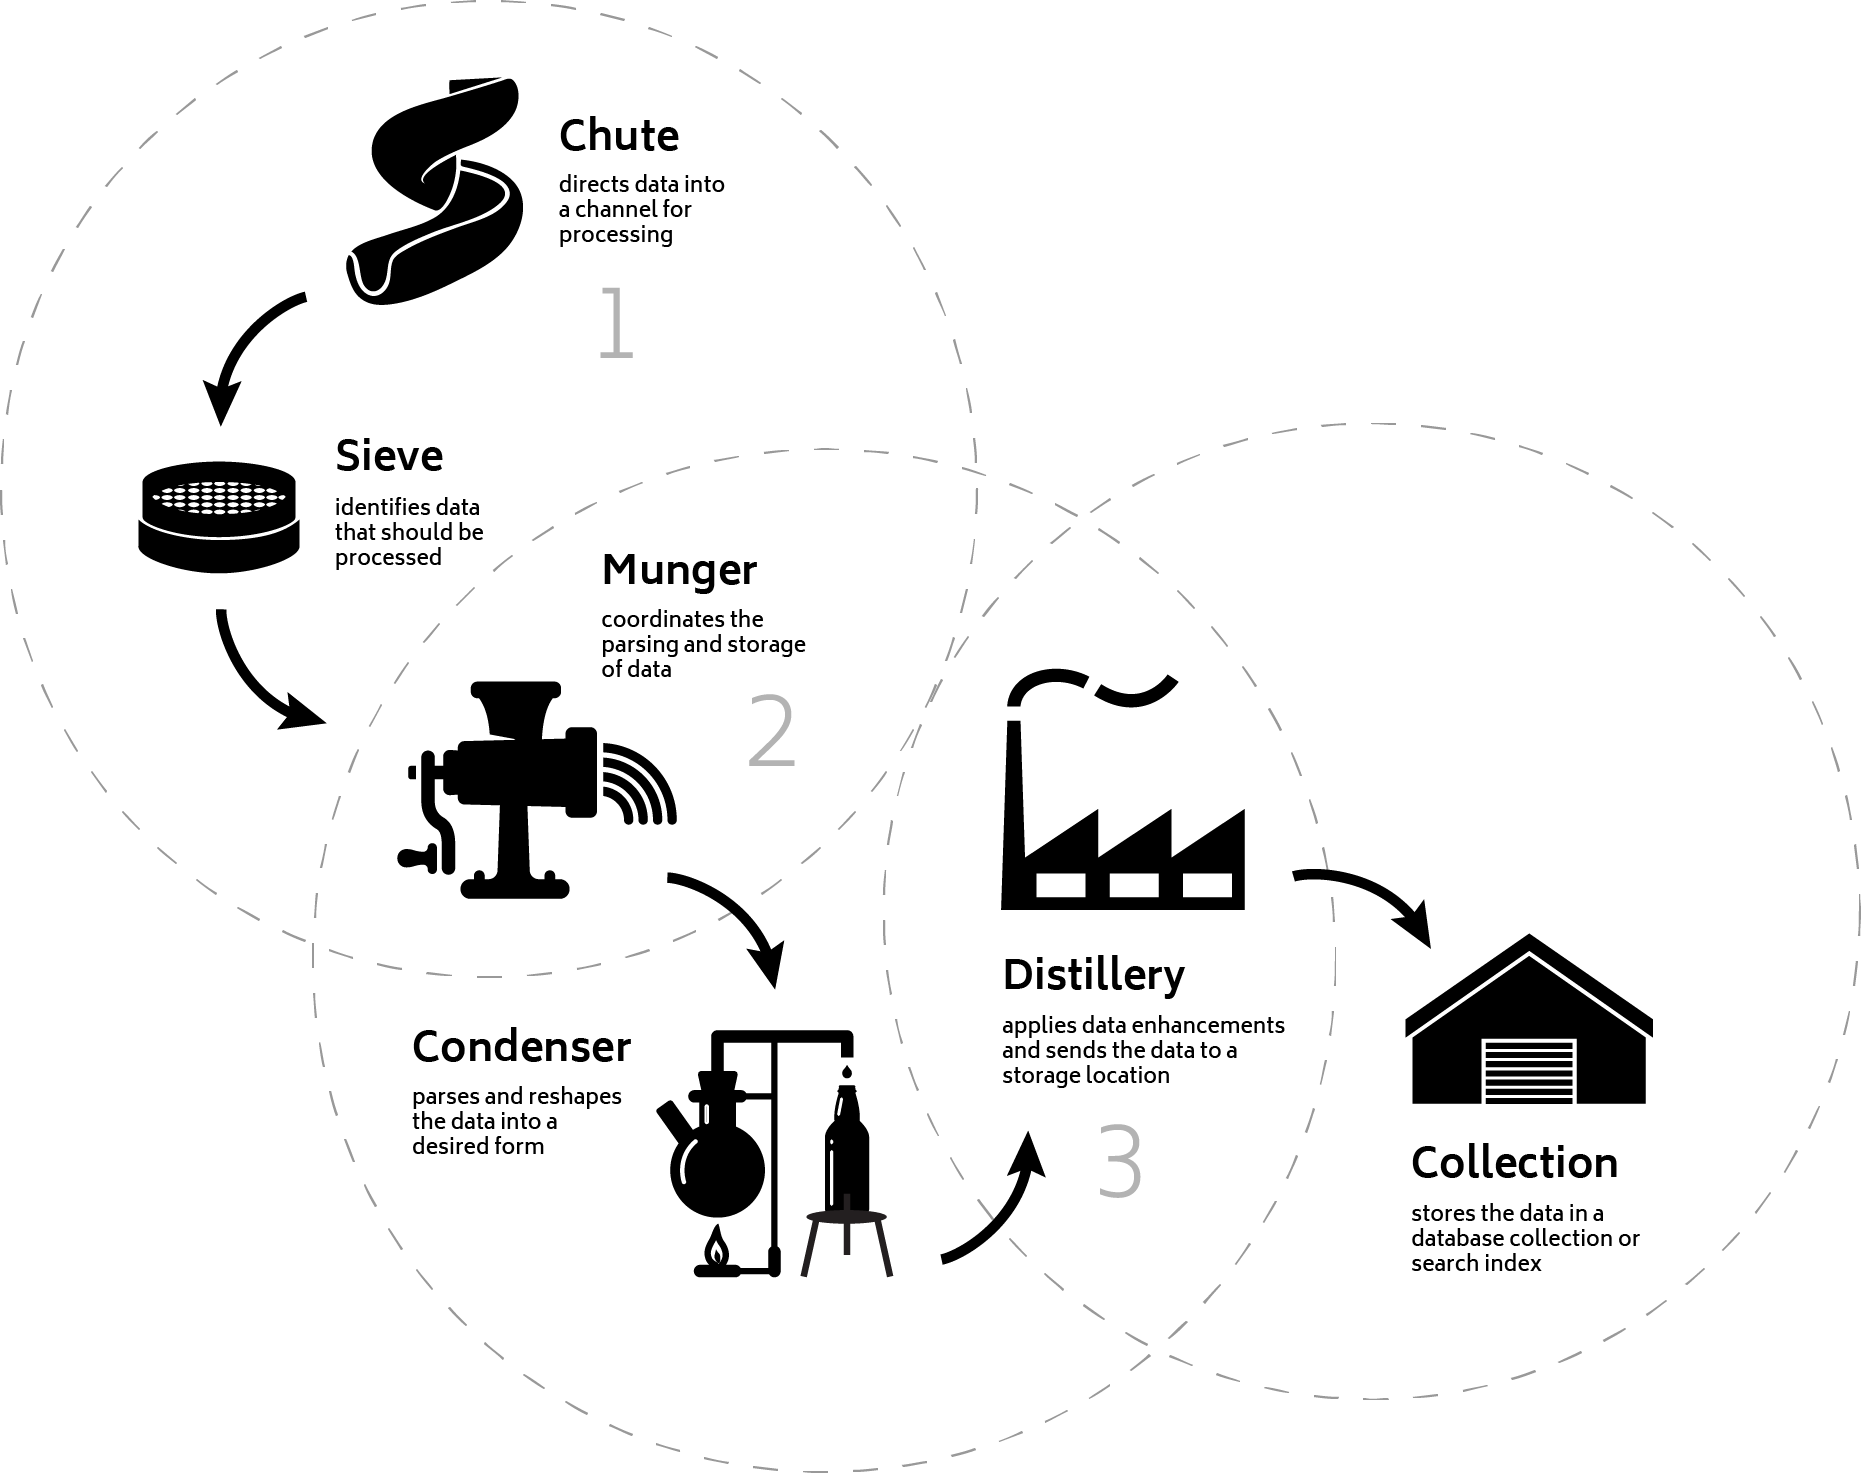 Chute
directs data into
a channel for
processing
1
Sieve
identifies data
that should be
processed
Munger
coordinates the
parsing and storage
of data
2
Condenser
parses and reshapes
the data into a
desired form
Distillery
applies data enhancements
and sends the data to a
storage location
3
Collection
stores the data in a
database collection or
search index